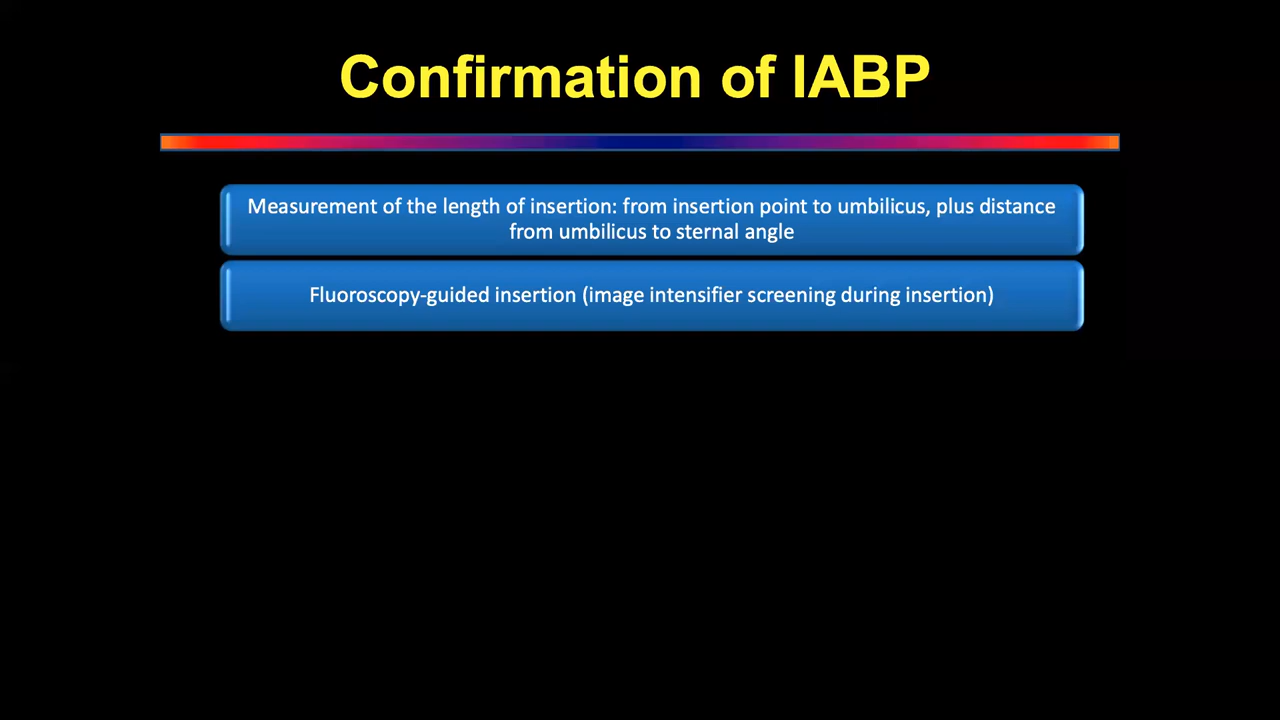 Confirmation of IABP
Measurement of the length of insertion: from insertion point to umbilicus, plus distance
from umbilicus to sternal angle
Fluoroscopy-guided insertion (image intensifier screening during insertion)